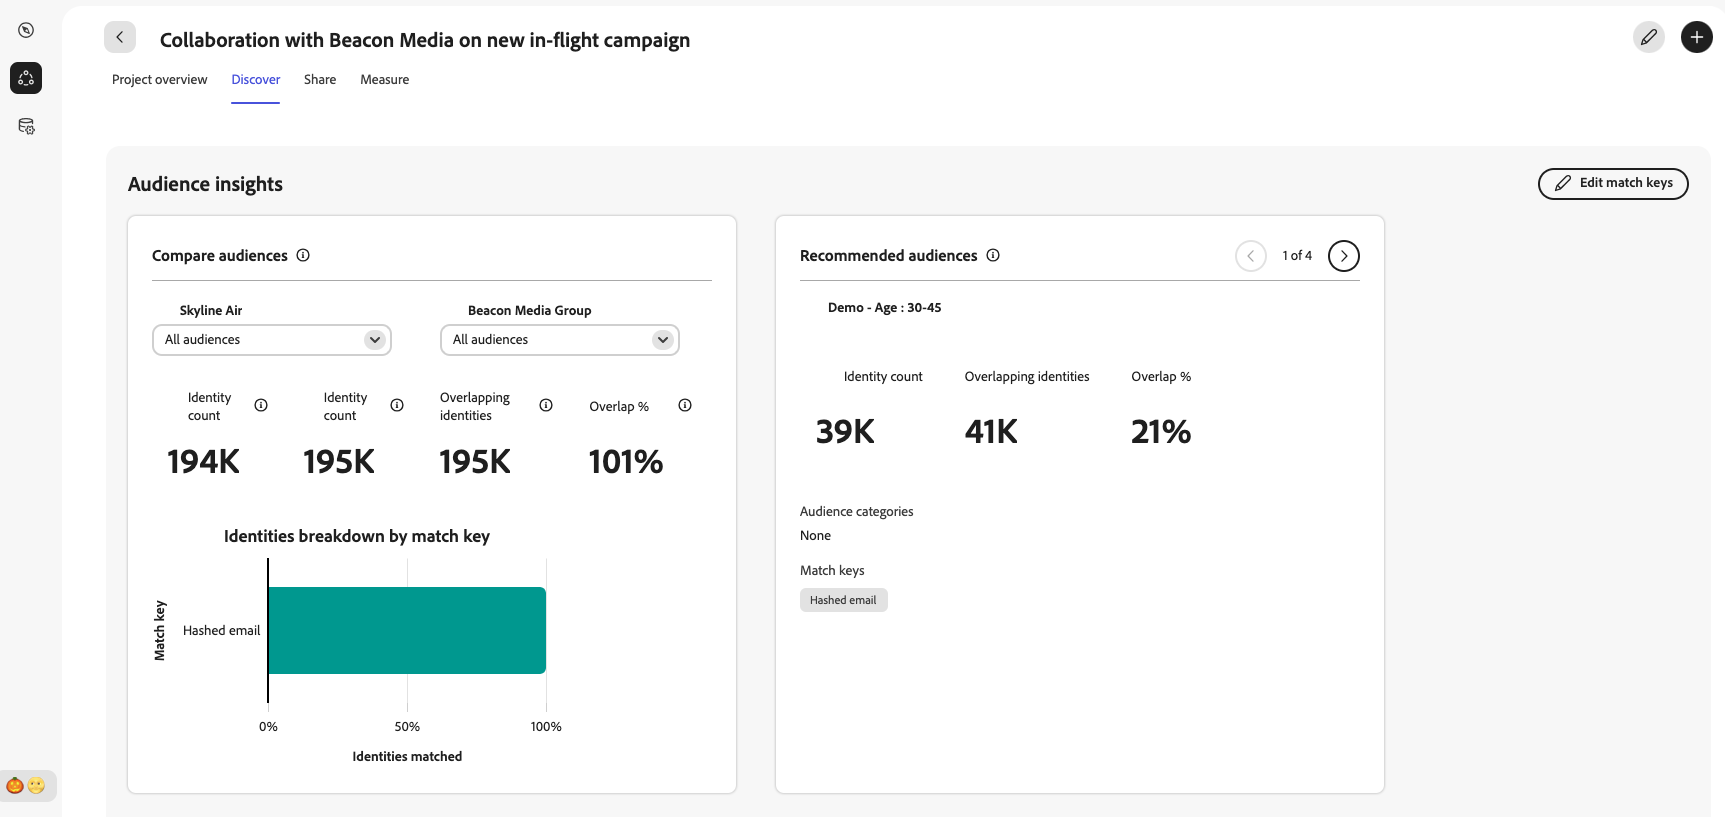 Collaboration with Beacon Media on new in-flight campaign
Project overview
Discover
Share
Measure
Audience insights
Edit match keys
Compare audiences
Skyline Air
Beacon Media Group
All audiences
All audiences
Identity
count
Identity
count
Overlapping
identities
Overlap %
194K
195K
195K
101%
Identities breakdown by match key
Match key
Hashed email
0%
50%
100%
Identities matched
Recommended audiences
1 of 4
Demo - Age : 30-45
Identity count
Overlapping identities
Overlap %
39K
41K
21%
Audience categories
None
Match keys
Hashed email